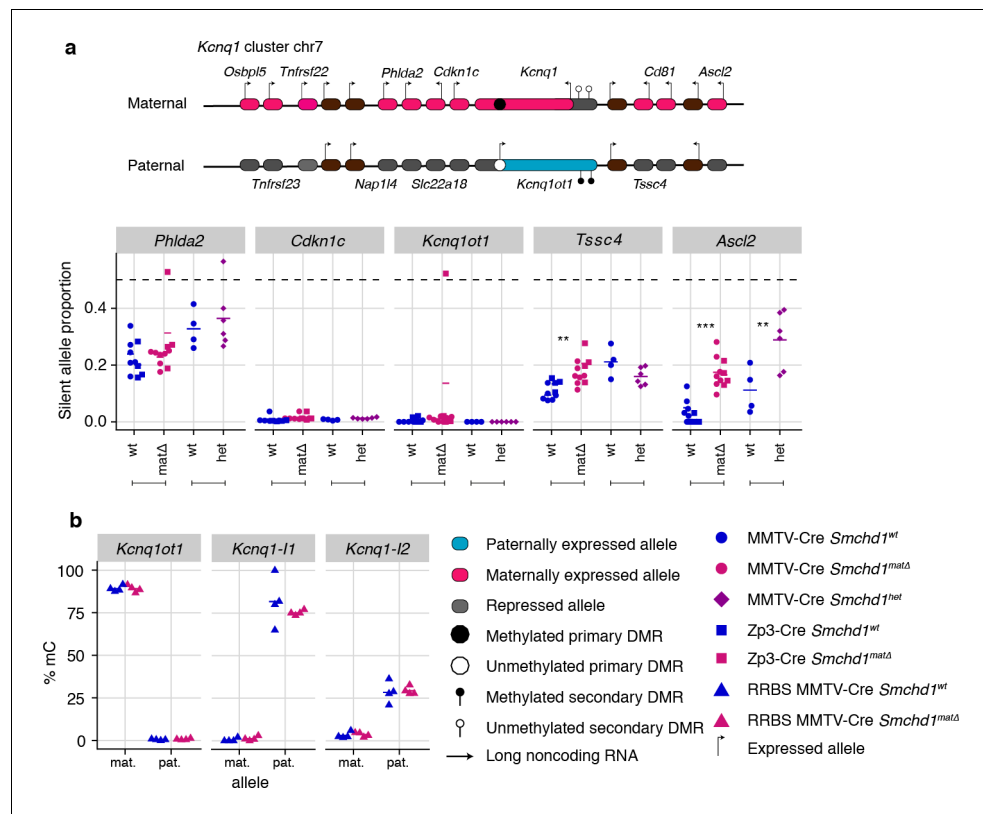 a
Kcnq1 cluster chr7
Osbpl5 Tnfrsf22 Phlda2 Cdkn1c Kcnq1 Cd81 Ascl2
Maternal
Paternal
Tnfrsf23 Nap1l4 Slc22a18 Kcnq1ot1 Tssc4
Phlda2 Cdkn1c Kcnq1ot1 Tssc4 Ascl2
Silent allele proportion
0.4
0.2
0.0
** *** **
wt matΔ wt het wt matΔ wt het wt matΔ wt het wt matΔ wt het wt matΔ wt het
b
Kcnq1ot1 Kcnq1-I1 Kcnq1-I2
% mC
100
75
50
25
0
mat. pat. mat. pat. mat. pat.
allele
Paternally expressed allele
Maternally expressed allele
Repressed allele
Methylated primary DMR
Unmethylated primary DMR
Methylated secondary DMR
Unmethylated secondary DMR
Long noncoding RNA
MMTV-Cre Smchd1wt
MMTV-Cre Smchd1matΔ
MMTV-Cre Smchd1het
Zp3-Cre Smchd1wt
Zp3-Cre Smchd1matΔ
RRBS MMTV-Cre Smchd1wt
RRBS MMTV-Cre Smchd1matΔ
Expressed allele